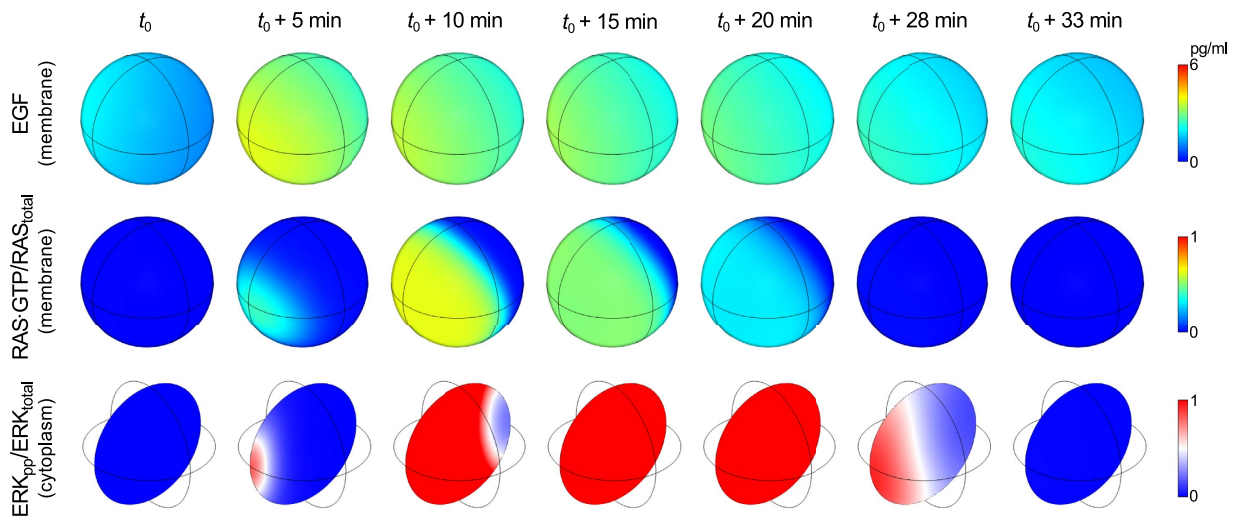 t0 t0 + 5 min t0 + 10 min t0 + 15 min t0 + 20 min t0 + 28 min t0 + 33 min
EGF
(membrane)
pg/ml
6
0
RAS·GTP/RAStotal
(membrane)
1
0
ERKpp/ERKtotal
(cytoplasm)
1
0